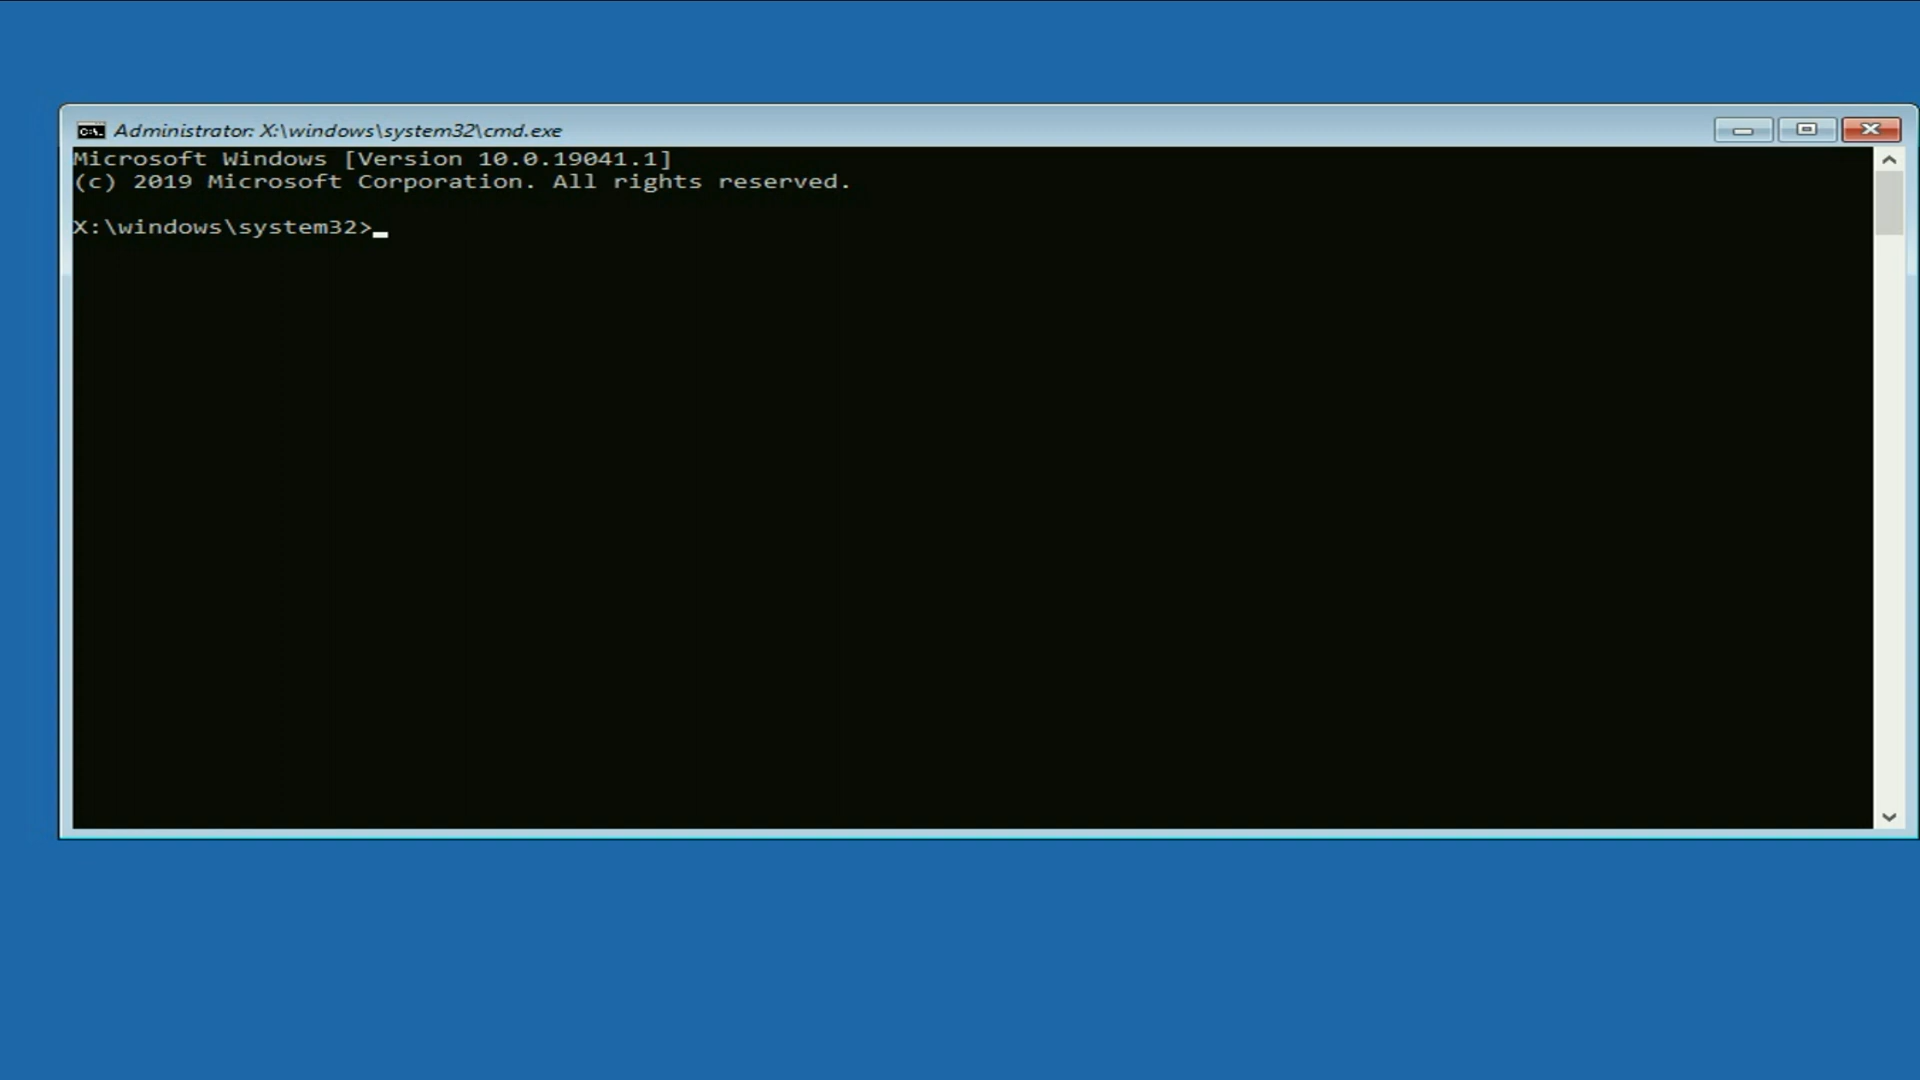 Administrator: X:\windows\system32\cmd.exe
Microsoft Windows [Version 10.0.19041.1]
(c) 2019 Microsoft Corporation. All rights reserved.
X:\windows\system32>